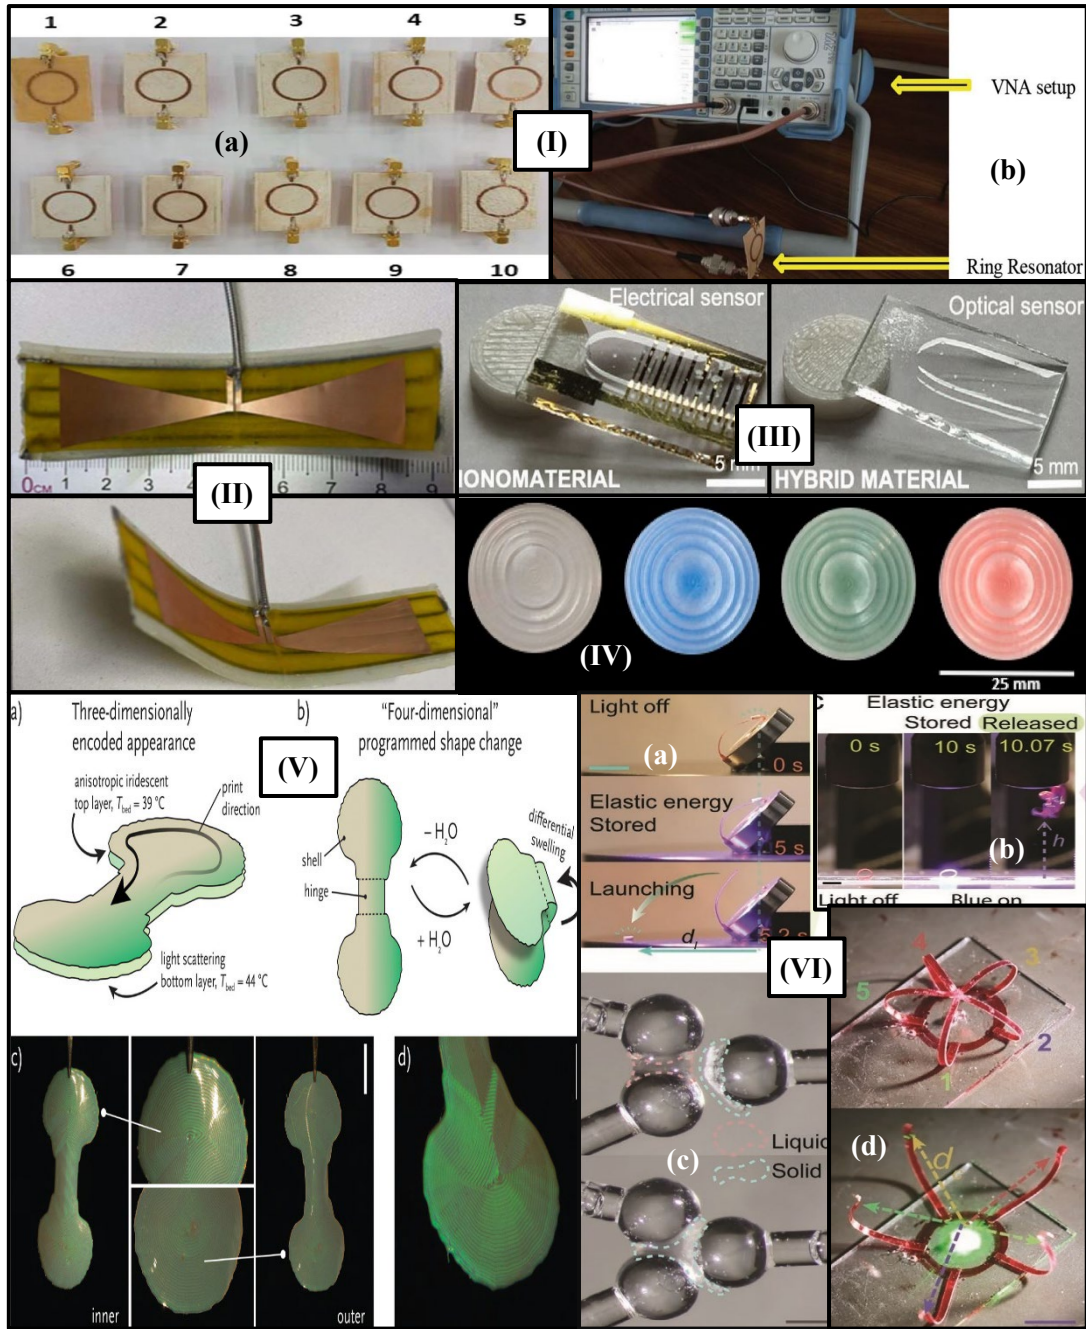 1 2 3 4 5
(a)
6 7 8 9 10
(I)
VNA setup
(b)
Ring Resonator
0CM 1 2 3 4 5 6 7 8 9
(II)
Electrical sensor
MONOMATERIAL
5 mm
(III)
Optical sensor
HYBRID MATERIAL
5 mm
(IV)
25 mm
(V)
a) Three-dimensionally
encoded appearance
anisotropic iridescent
top layer, Tbed = 39 °C
print
direction
light scattering
bottom layer, Tbed = 44 °C
b) “Four-dimensional”
programmed shape change
shell
hinge
– H2O
+ H2O
differential
swelling
c)
inner
outer
d)
(VI)
Light off
(a)
0 s
Elastic energy
Stored
5 s
Launching
dl
5.2 s
C Elastic energy
Stored Released
0 s 10 s 10.07 s
(b)
h
Light off Blue on
Liquid
Solid
(c)
4 3
5 2
1
(d)
d